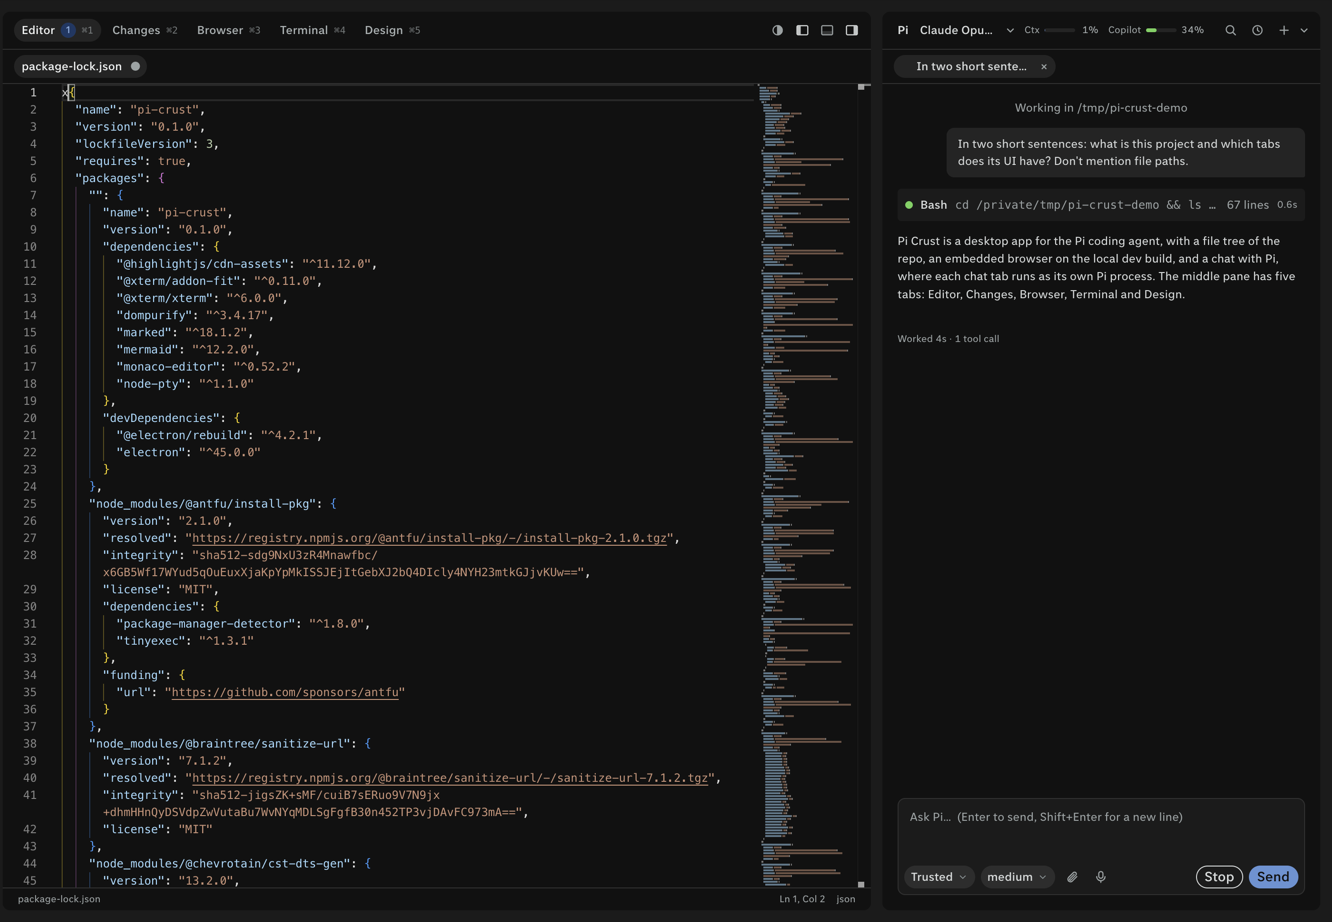 Editor 1 ⌘1 Changes ⌘2 Browser ⌘3 Terminal ⌘4 Design ⌘5
package-lock.json
1 x{
2 "name": "pi-crust",
3 "version": "0.1.0",
4 "lockfileVersion": 3,
5 "requires": true,
6 "packages": {
7 "": {
8 "name": "pi-crust",
9 "version": "0.1.0",
10 "dependencies": {
11 "@highlightjs/cdn-assets": "^11.12.0",
12 "@xterm/addon-fit": "^0.11.0",
13 "@xterm/xterm": "^6.0.0",
14 "dompurify": "^3.4.17",
15 "marked": "^18.1.2",
16 "mermaid": "^12.2.0",
17 "monaco-editor": "^0.52.2",
18 "node-pty": "^1.1.0"
19 },
20 "devDependencies": {
21 "@electron/rebuild": "^4.2.1",
22 "electron": "^45.0.0"
23 }
24 },
25 "node_modules/@antfu/install-pkg": {
26 "version": "2.1.0",
27 "resolved": "https://registry.npmjs.org/@antfu/install-pkg/-/install-pkg-2.1.0.tgz",
28 "integrity": "sha512-sdg9NxU3zR4Mnawfbc/
x6GB5Wf17WYud5qOuEuxXjaKpYpMkISSJEjItGebXJ2bQ4DIcly4NYH23mtkGJjvKUw==",
29 "license": "MIT",
30 "dependencies": {
31 "package-manager-detector": "^1.8.0",
32 "tinyexec": "^1.3.1"
33 },
34 "funding": {
35 "url": "https://github.com/sponsors/antfu"
36 }
37 },
38 "node_modules/@braintree/sanitize-url": {
39 "version": "7.1.2",
40 "resolved": "https://registry.npmjs.org/@braintree/sanitize-url/-/sanitize-url-7.1.2.tgz",
41 "integrity": "sha512-jigsZK+sMF/cuiB7sERuo9V7N9jx
+dhmHHnQyDSVdpZwVutaBu7WvNYqMDLSgFgfB30n452TP3vjDAvFC973mA==",
42 "license": "MIT"
43 },
44 "node_modules/@chevrotain/cst-dts-gen": {
45 "version": "13.2.0",
package-lock.json Ln 1, Col 2 json
Pi Claude Opu... Ctx 1% Copilot 34%
In two short sente... ×
Working in /tmp/pi-crust-demo
In two short sentences: what is this project and which tabs
does its UI have? Don't mention file paths.
Bash cd /private/tmp/pi-crust-demo && ls … 67 lines 0.6s
Pi Crust is a desktop app for the Pi coding agent, with a file tree of the
repo, an embedded browser on the local dev build, and a chat with Pi,
where each chat tab runs as its own Pi process. The middle pane has five
tabs: Editor, Changes, Browser, Terminal and Design.
Worked 4s · 1 tool call
Ask Pi… (Enter to send, Shift+Enter for a new line)
Trusted medium Stop Send